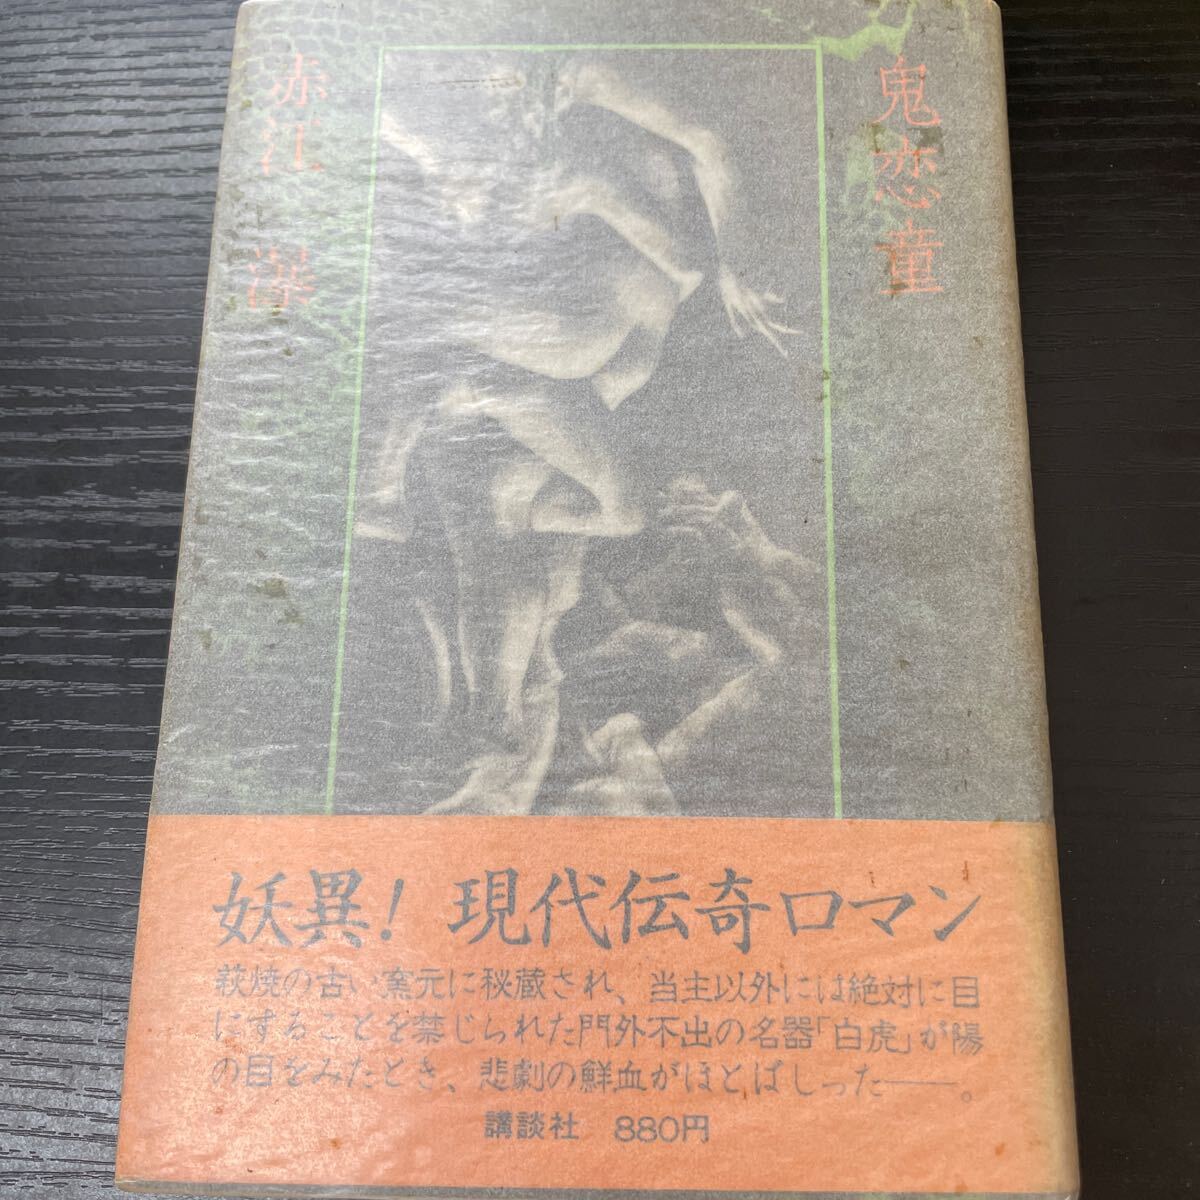 鬼恋童
赤江瀑
妖異！現代伝奇ロマン
萩焼の古い窯元に秘蔵され、当主以外には絶対に目
にすることを禁じられた門外不出の名器「白虎」が陽
の目をみたとき、悲劇の鮮血がほとばしった——。
講談社 880円